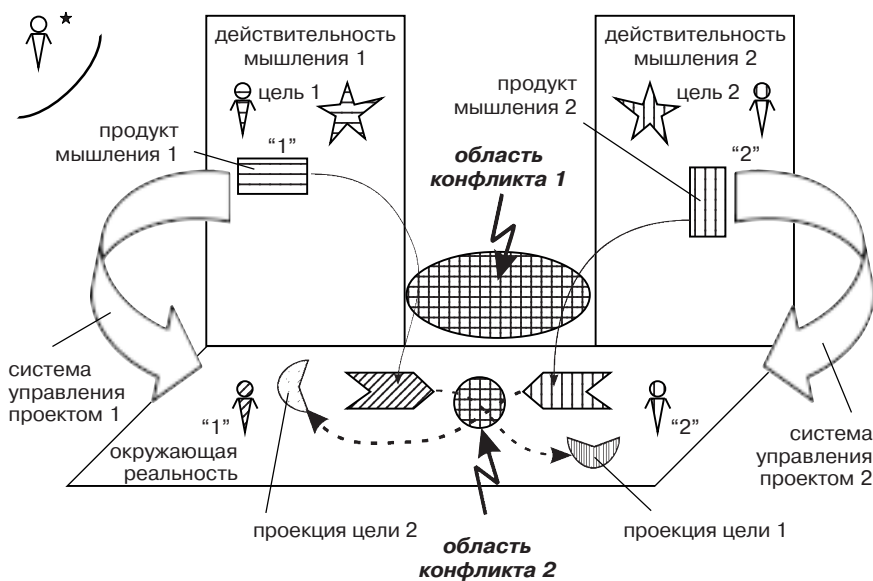 действительность
мышления 1
действительность
мышления 2
цель 1
продукт
мышления 2
цель 2
продукт
мышления 1
“1”
область
конфликта 1
“2”
система
управления
проектом 1
“1”
“2”
окружающая
реальность
система
управления
проектом 2
проекция цели 2
проекция цели 1
область
конфликта 2